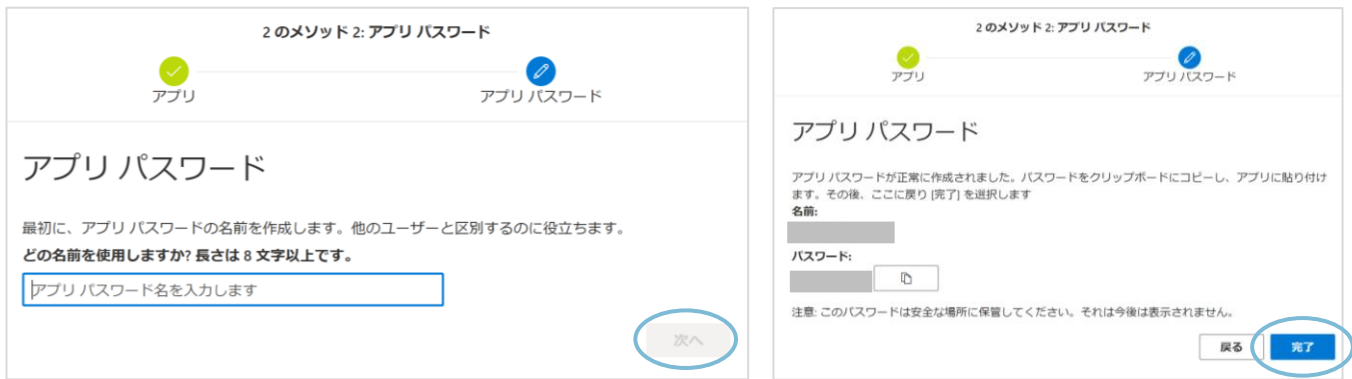 2 のメソッド 2: アプリ パスワード
アプリ
アプリ パスワード
アプリ パスワード
最初に、アプリ パスワードの名前を作成します。他のユーザーと区別するのに役立ちます。
どの名前を使用しますか? 長さは 8 文字以上です。
アプリ パスワード名を入力します
次へ
2 のメソッド 2: アプリ パスワード
アプリ
アプリ パスワード
アプリ パスワード
アプリ パスワードが正常に作成されました。パスワードをクリップボードにコピーし、アプリに貼り付け
ます。その後、ここに戻り [完了] を選択します
名前:
パスワード:
注意: このパスワードは安全な場所に保管してください。それは今後は表示されません。
戻る
完了